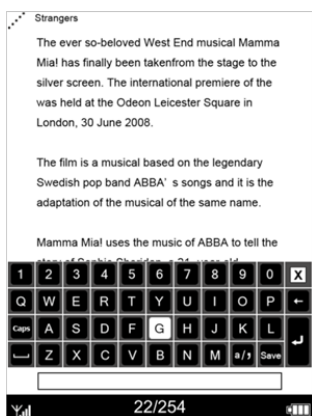 Strangers
The ever so-beloved West End musical Mamma
Mia! has finally been takenfrom the stage to the
silver screen. The international premiere of the
was held at the Odeon Leicester Square in
London, 30 June 2008.
The film is a musical based on the legendary
Swedish pop band ABBA' s songs and it is the
adaptation of the musical of the same name.
Mamma Mia! uses the music of ABBA to tell the
1 2 3 4 5 6 7 8 9 0 X
Q W E R T Y U I O P ←
Caps A S D F G H J K L
Z X C V B N M a/, Save
22/254